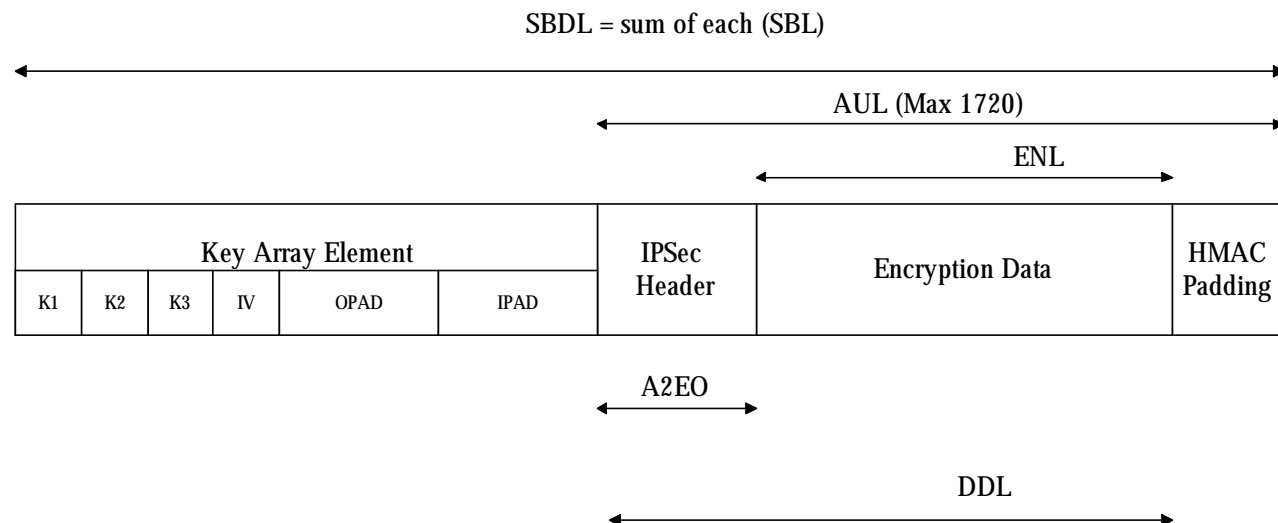 SBDL = sum of each (SBL)
AUL (Max 1720)
ENL
Key Array Element
IPSec
Header
Encryption Data
HMAC
Padding
K1
K2
K3
IV
OPAD
IPAD
A2EO
DDL